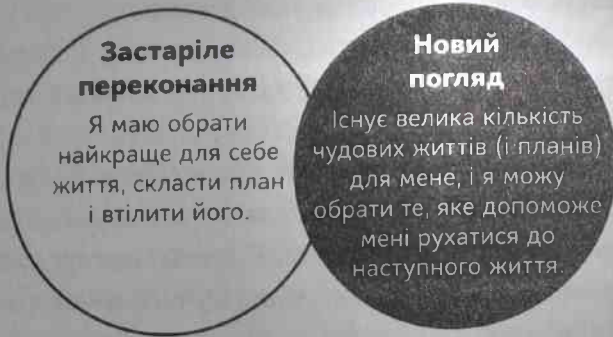 Застаріле
переконання
Я маю обрати
найкраще для себе
життя, скласти план
і втілити його.
Новий
погляд
Існує велика кількість
чудових життів (і планів)
для мене, і я можу
обрати те, яке допоможе
мені рухатися до
наступного життя.